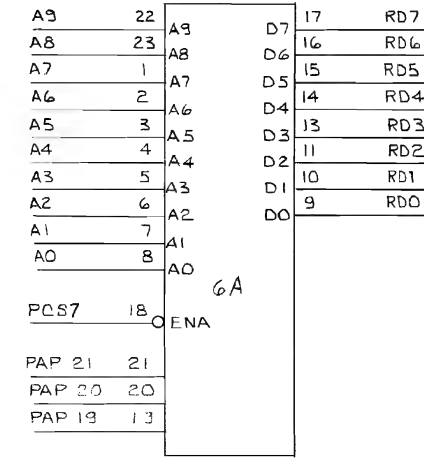 A9 22 A9 D7 17 RD7
A8 23 A8 D6 16 RD6
A7 1 A7 D5 15 RD5
A6 2 A6 D4 14 RD4
A5 3 A5 D3 13 RD3
A4 4 A4 D2 11 RD2
A3 5 A3 D1 10 RD1
A2 6 A2 D0 9 RD0
A1 7 A1
A0 8 A0
6A
PCS7 18 ENA
PAP 21 21
PAP 20 20
PAP 19 13